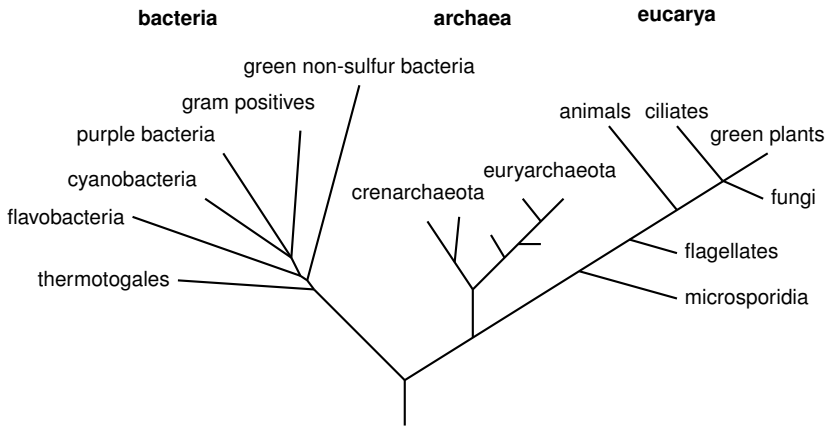 bacteria
archaea
eucarya
green non-sulfur bacteria
gram positives
purple bacteria
cyanobacteria
flavobacteria
thermotogales
crenarchaeota
euryarchaeota
animals
ciliates
green plants
fungi
flagellates
microsporidia